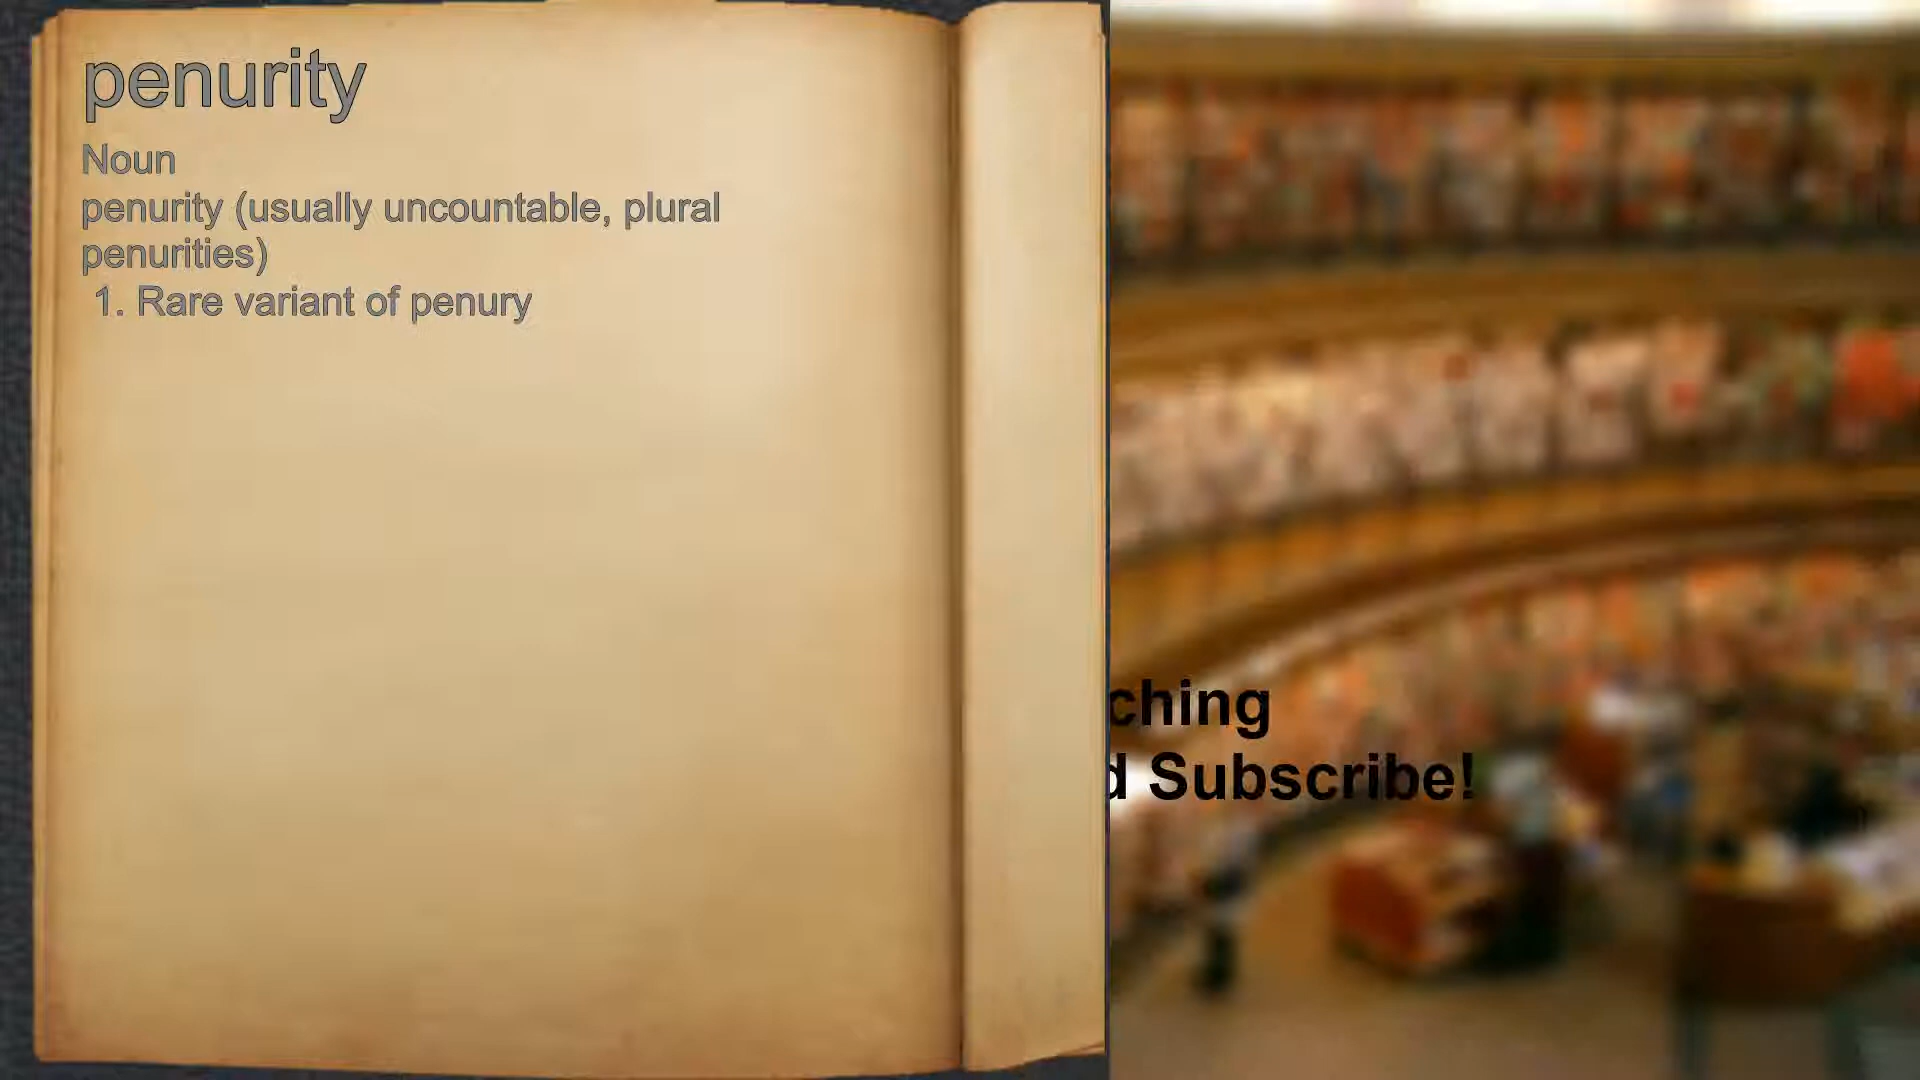 penurity
Noun
penurity (usually uncountable, plural
penurities)
1. Rare variant of penury
ching
d Subscribe!